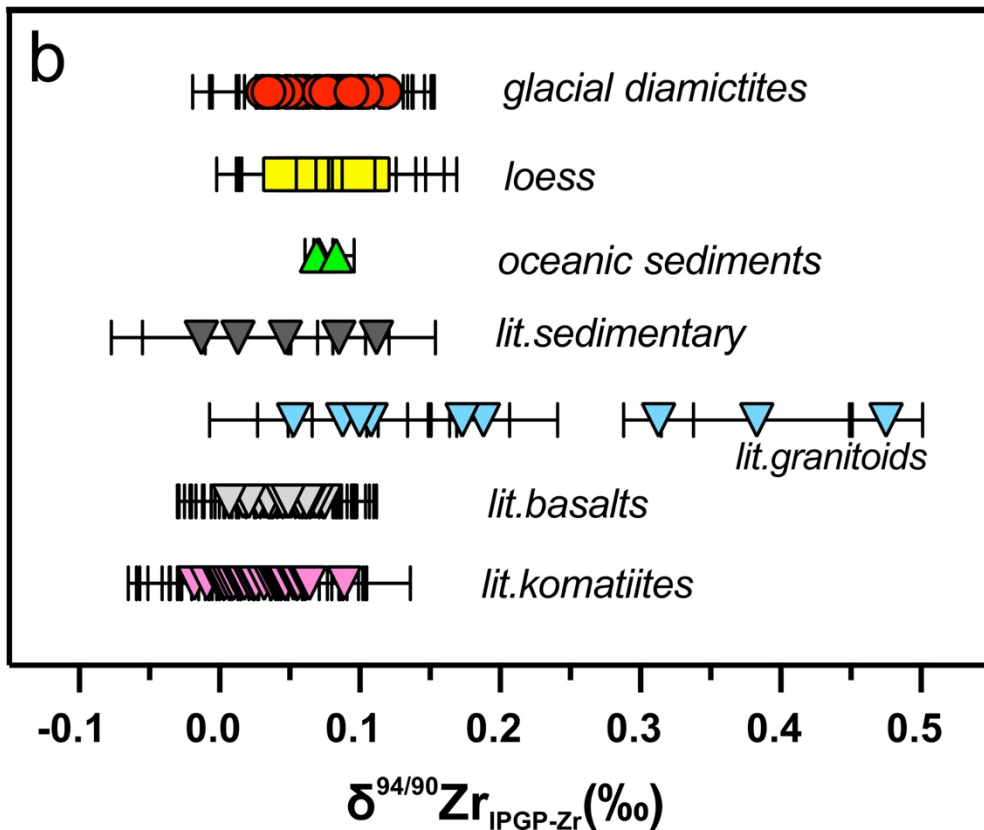 b
glacial diamictites
loess
oceanic sediments
lit.sedimentary
lit.granitoids
lit.basalts
lit.komatiites
-0.1 0.0 0.1 0.2 0.3 0.4 0.5
δ94/90ZrIPGP-Zr(‰)